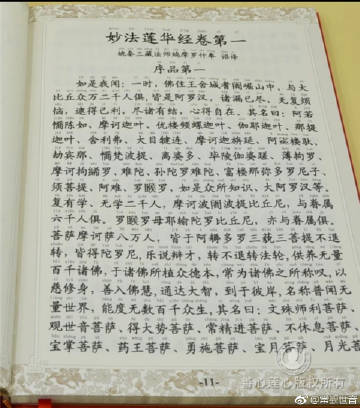 妙法莲华经卷第一
姚秦三藏法师鸠摩罗什奉 诏译
序品第一
如是我闻：一时，佛住王舍城耆阇崛山中，与大
比丘众万二千人俱，皆是阿罗汉，诸漏已尽，无复烦
恼，逮得己利，尽诸有结，心得自在。其名曰：阿若
憍陈如、摩诃迦叶、优楼频螺迦叶、伽耶迦叶、那提
迦叶、舍利弗、大目犍连、摩诃迦旃延、阿㝹楼驮、
劫宾那、憍梵波提、离婆多、毕陵伽婆蹉、薄拘罗、
摩诃拘絺罗、难陀、孙陀罗难陀、富楼那弥多罗尼子、
须菩提、阿难、罗睺罗，如是众所知识，大阿罗汉等。
复有学、无学二千人，摩诃波阇波提比丘尼，与眷属
六千人俱。罗睺罗母耶输陀罗比丘尼，亦与眷属俱。
菩萨摩诃萨八万人，皆于阿耨多罗三藐三菩提不退
转，皆得陀罗尼，乐说辩才，转不退转法轮，供养无量
百千诸佛，于诸佛所植众德本，常为诸佛之所称叹，以
慈修身，善入佛慧，通达大智，到于彼岸，名称普闻无
量世界，能度无数百千众生。其名曰：文殊师利菩萨、
观世音菩萨、得大势菩萨、常精进菩萨、不休息菩萨、
宝掌菩萨、药王菩萨、勇施菩萨、宝月菩萨、月光菩
-11-
心莲心版权所有
@常观世音